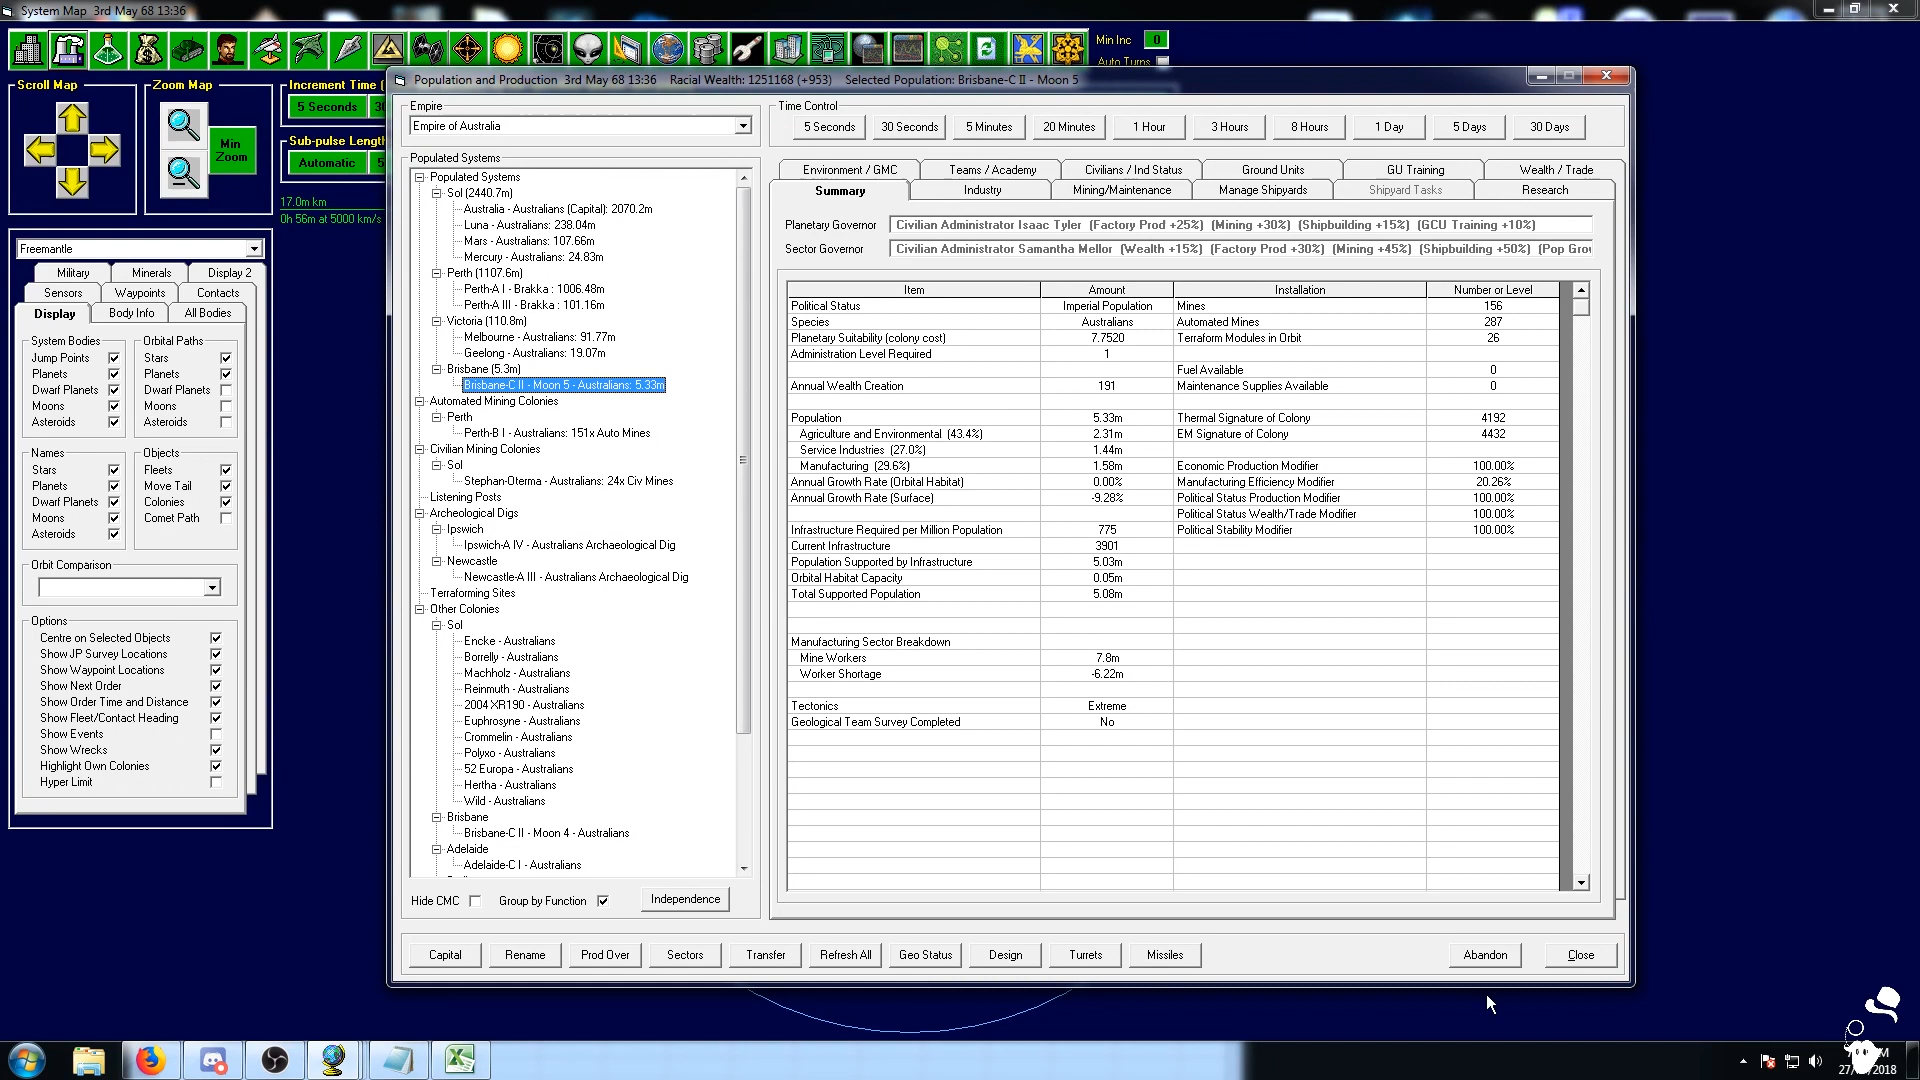 System Map  3rd May 68 13:36
Min Inc 0
Auto Turns
Scroll Map
Zoom Map
Min Zoom
Increment Time (
5 Seconds
Sub-pulse Length
Automatic
17.0m km
0h 56m at 5000 km/s
Freemantle
Military Minerals Display 2
Sensors Waypoints Contacts
Display Body Info All Bodies
System Bodies
Jump Points
Planets
Dwarf Planets
Moons
Asteroids
Orbital Paths
Stars
Planets
Dwarf Planets
Moons
Asteroids
Names
Stars
Planets
Dwarf Planets
Moons
Asteroids
Objects
Fleets
Move Tail
Colonies
Comet Path
Orbit Comparison
Options
Centre on Selected Objects
Show JP Survey Locations
Show Waypoint Locations
Show Next Order
Show Order Time and Distance
Show Fleet/Contact Heading
Show Events
Show Wrecks
Highlight Own Colonies
Hyper Limit
Population and Production  3rd May 68 13:36  Racial Wealth: 1251168 (+953)  Selected Population: Brisbane-C II - Moon 5
Empire
Empire of Australia
Populated Systems
Populated Systems
Sol (2440.7m)
Australia - Australians (Capital): 2070.2m
Luna - Australians: 238.04m
Mars - Australians: 107.66m
Mercury - Australians: 24.83m
Perth (1107.6m)
Perth-A I - Brakka : 1006.48m
Perth-A III - Brakka : 101.16m
Victoria (110.8m)
Melbourne - Australians: 91.77m
Geelong - Australians: 19.07m
Brisbane (5.3m)
Brisbane-C II - Moon 5 - Australians: 5.33m
Automated Mining Colonies
Perth
Perth-B I - Australians: 151x Auto Mines
Civilian Mining Colonies
Sol
Stephan-Oterma - Australians: 24x Civ Mines
Listening Posts
Archeological Digs
Ipswich
Ipswich-A IV - Australians Archaeological Dig
Newcastle
Newcastle-A III - Australians Archaeological Dig
Terraforming Sites
Other Colonies
Sol
Encke - Australians
Borrelly - Australians
Machholz - Australians
Reinmuth - Australians
2004 XR190 - Australians
Euphrosyne - Australians
Crommelin - Australians
Polyxo - Australians
52 Europa - Australians
Hertha - Australians
Wild - Australians
Brisbane
Brisbane-C II - Moon 4 - Australians
Adelaide
Adelaide-C I - Australians
Hide CMC
Group by Function
Independence
Time Control
5 Seconds 30 Seconds 5 Minutes 20 Minutes 1 Hour 3 Hours 8 Hours 1 Day 5 Days 30 Days
Environment / GMC Teams / Academy Civilians / Ind Status Ground Units GU Training Wealth / Trade
Summary Industry Mining/Maintenance Manage Shipyards Shipyard Tasks Research
Planetary Governor Civilian Administrator Isaac Tyler  (Factory Prod +25%)  (Mining +30%)  (Shipbuilding +15%)  (GCU Training +10%)
Sector Governor Civilian Administrator Samantha Mellor  (Wealth +15%)  (Factory Prod +30%)  (Mining +45%)  (Shipbuilding +50%)  (Pop Gro
Item Amount Installation Number or Level
Political Status Imperial Population Mines 156
Species Australians Automated Mines 287
Planetary Suitability (colony cost) 7.7520 Terraform Modules in Orbit 26
Administration Level Required 1
Fuel Available 0
Annual Wealth Creation 191 Maintenance Supplies Available 0
Population 5.33m Thermal Signature of Colony 4192
Agriculture and Environmental  (43.4%) 2.31m EM Signature of Colony 4432
Service Industries  (27.0%) 1.44m
Manufacturing  (29.6%) 1.58m Economic Production Modifier 100.00%
Annual Growth Rate (Orbital Habitat) 0.00% Manufacturing Efficiency Modifier 20.26%
Annual Growth Rate (Surface) -9.28% Political Status Production Modifier 100.00%
Political Status Wealth/Trade Modifier 100.00%
Infrastructure Required per Million Population 775 Political Stability Modifier 100.00%
Current Infrastructure 3901
Population Supported by Infrastructure 5.03m
Orbital Habitat Capacity 0.05m
Total Supported Population 5.08m
Manufacturing Sector Breakdown
Mine Workers 7.8m
Worker Shortage -6.22m
Tectonics Extreme
Geological Team Survey Completed No
Capital Rename Prod Over Sectors Transfer Refresh All Geo Status Design Turrets Missiles Abandon Close